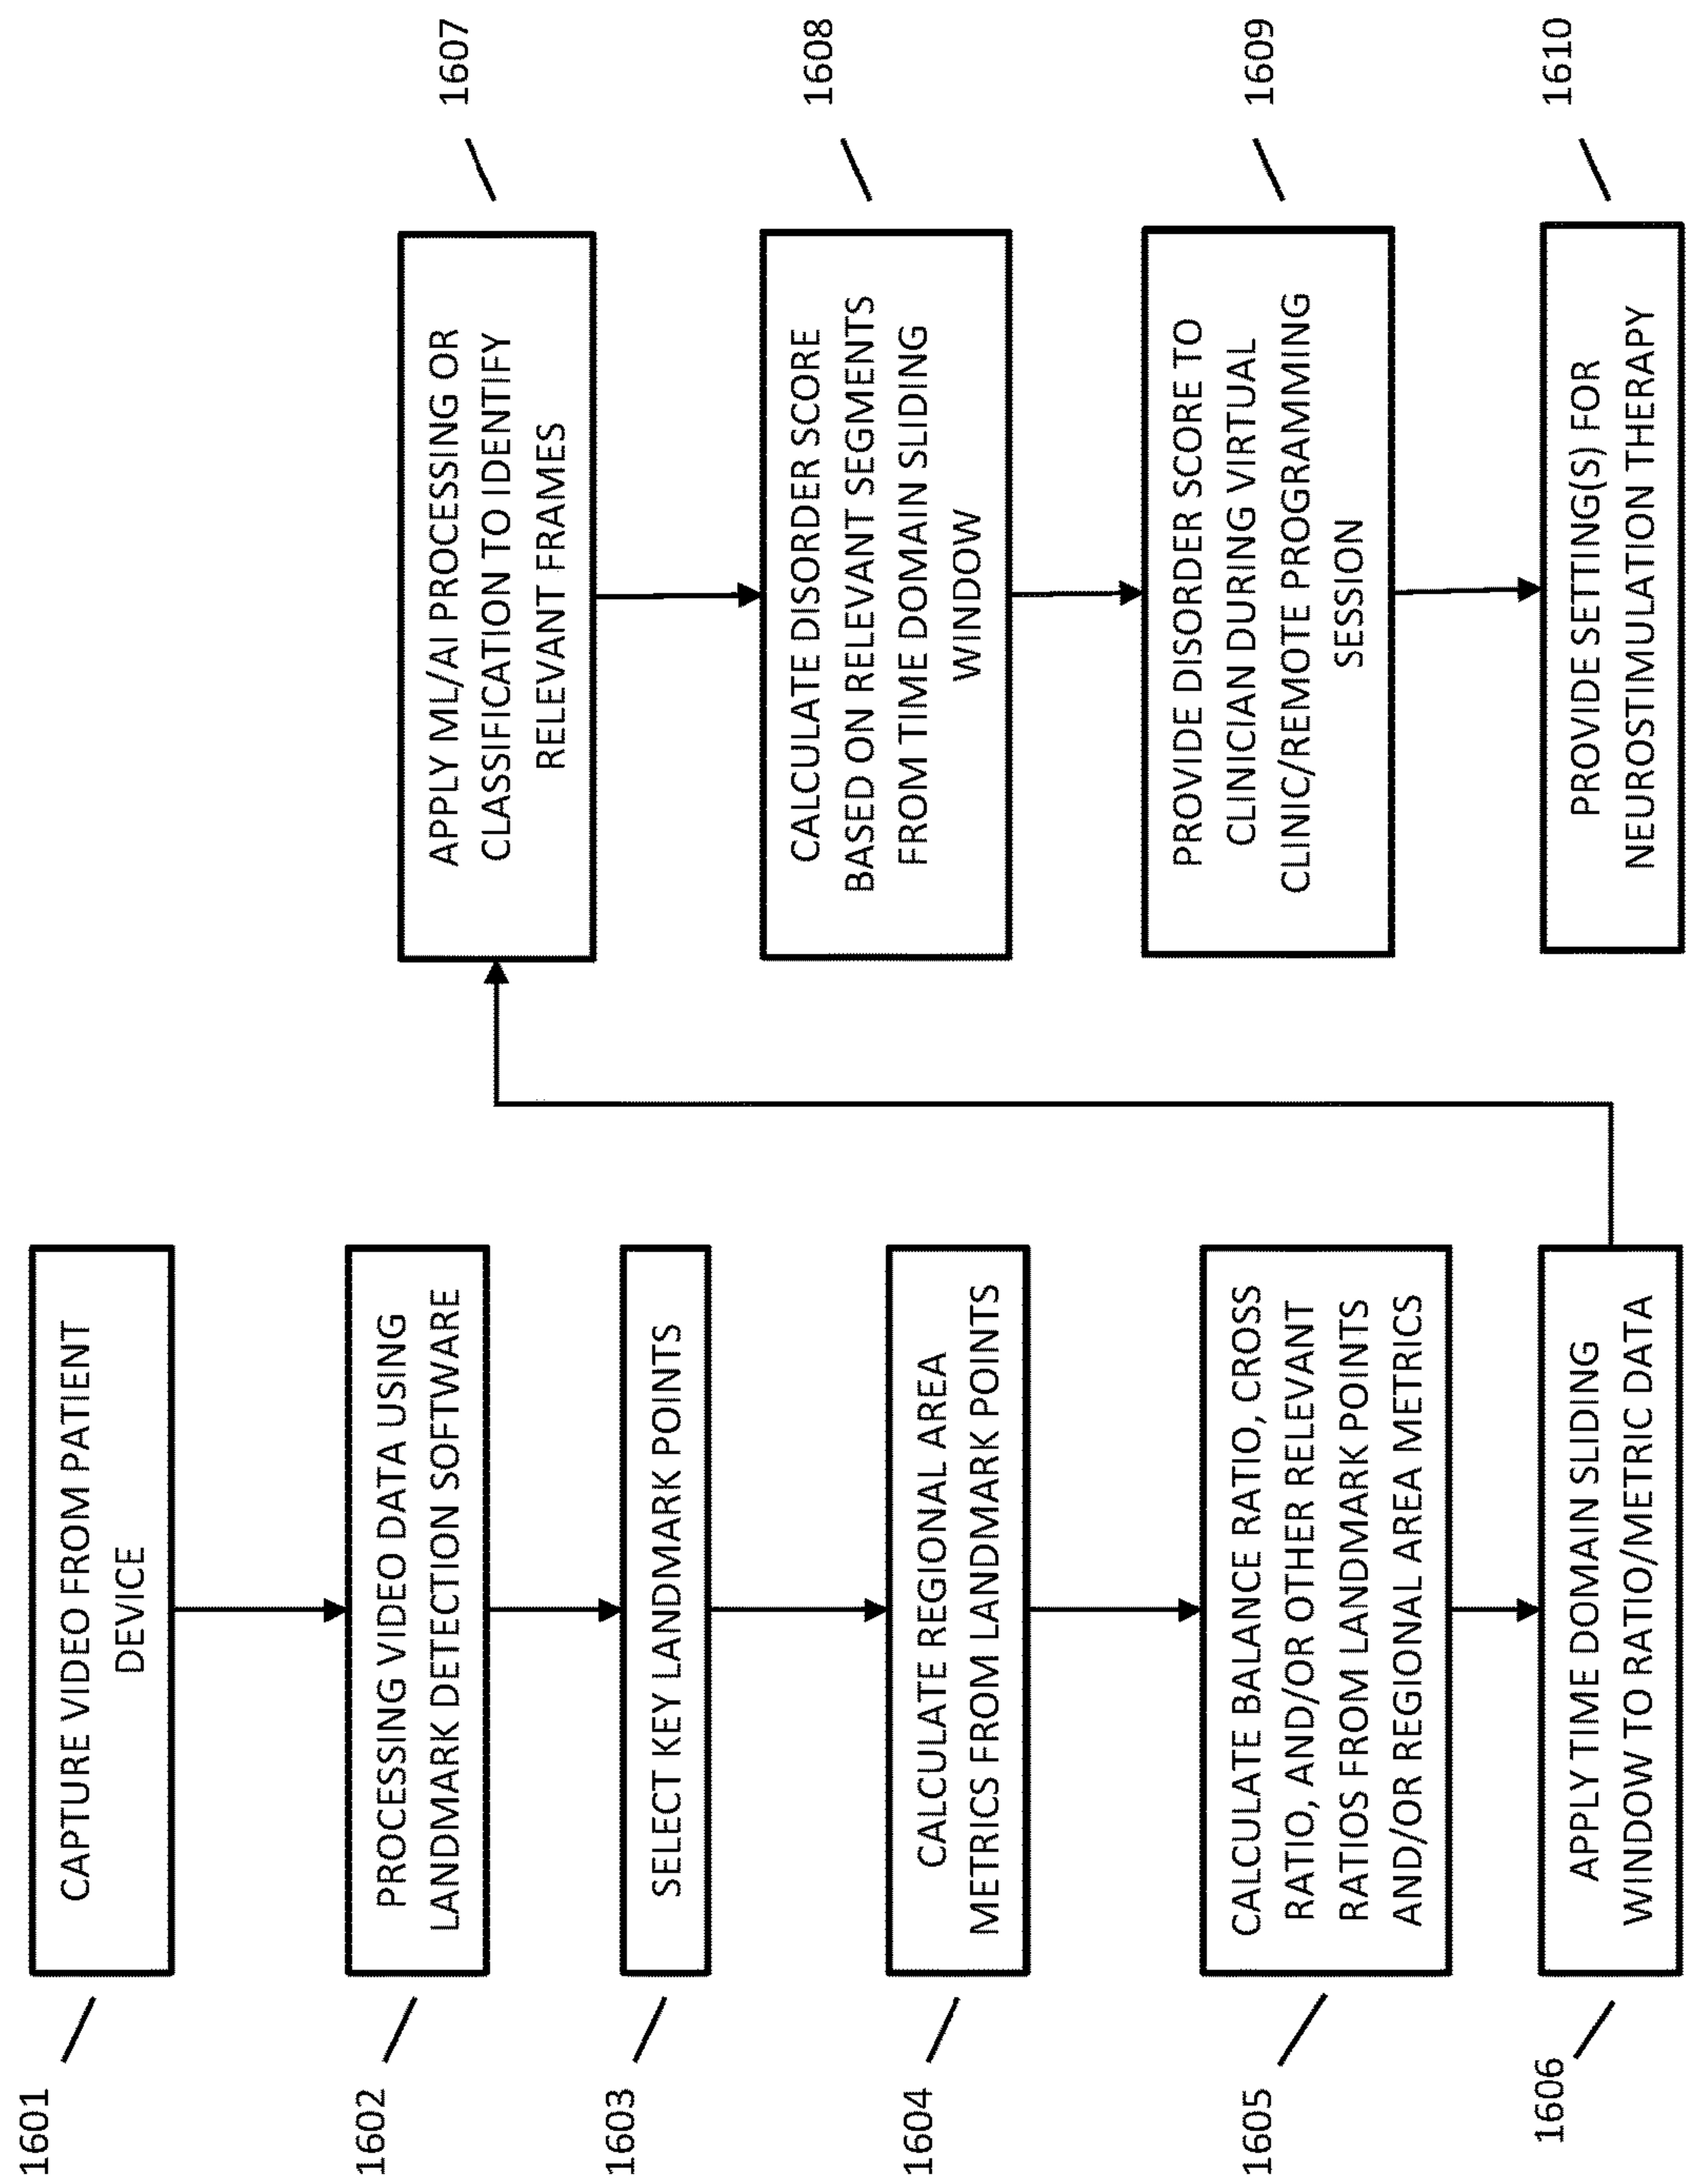 1601
CAPTURE VIDEO FROM PATIENT
DEVICE
1602
PROCESSING VIDEO DATA USING
LANDMARK DETECTION SOFTWARE
1603
SELECT KEY LANDMARK POINTS
1604
CALCULATE REGIONAL AREA
METRICS FROM LANDMARK POINTS
1605
CALCULATE BALANCE RATIO, CROSS
RATIO, AND/OR OTHER RELEVANT
RATIOS FROM LANDMARK POINTS
AND/OR REGIONAL AREA METRICS
1606
APPLY TIME DOMAIN SLIDING
WINDOW TO RATIO/METRIC DATA
1607
APPLY ML/AI PROCESSING OR
CLASSIFICATION TO IDENTIFY
RELEVANT FRAMES
1608
CALCULATE DISORDER SCORE
BASED ON RELEVANT SEGMENTS
FROM TIME DOMAIN SLIDING
WINDOW
1609
PROVIDE DISORDER SCORE TO
CLINICIAN DURING VIRTUAL
CLINIC/REMOTE PROGRAMMING
SESSION
1610
PROVIDE SETTING(S) FOR
NEUROSTIMULATION THERAPY